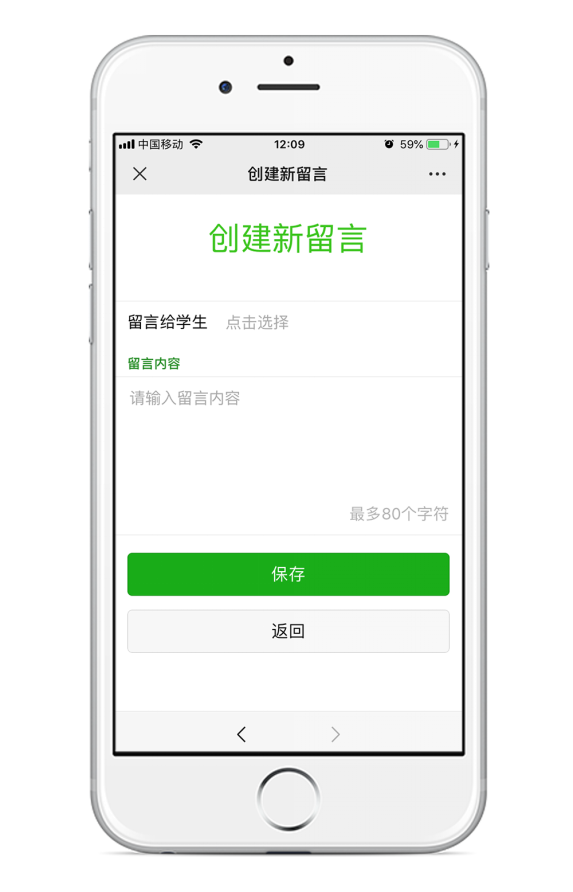 中国移动 12:09 59%
创建新留言
创建新留言
留言给学生 点击选择
留言内容
请输入留言内容
最多80个字符
保存
返回